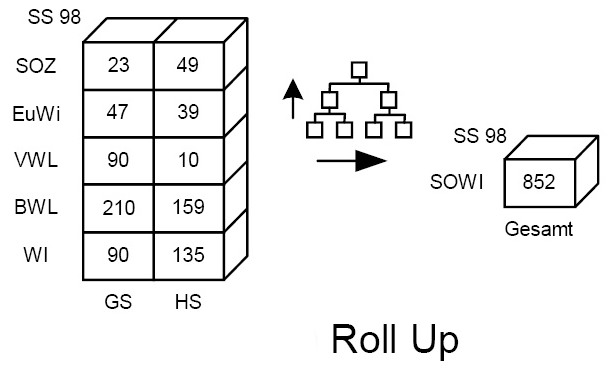 SS 98
SOZ 23 49
EuWi 47 39
VWL 90 10
BWL 210 159
WI 90 135
GS HS
SS 98
SOWI 852
Gesamt
Roll Up